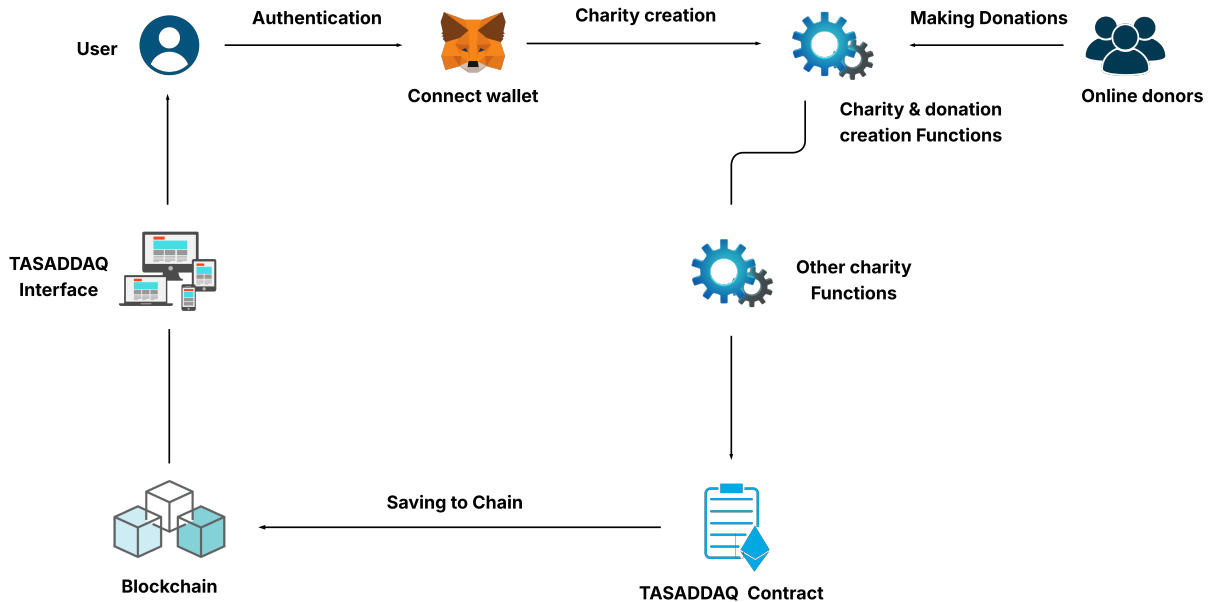 Authentication
Charity creation
Making Donations
User
Connect wallet
Online donors
Charity & donation
creation Functions
TASADDAQ
Interface
Other charity
Functions
Saving to Chain
Blockchain
TASADDAQ Contract